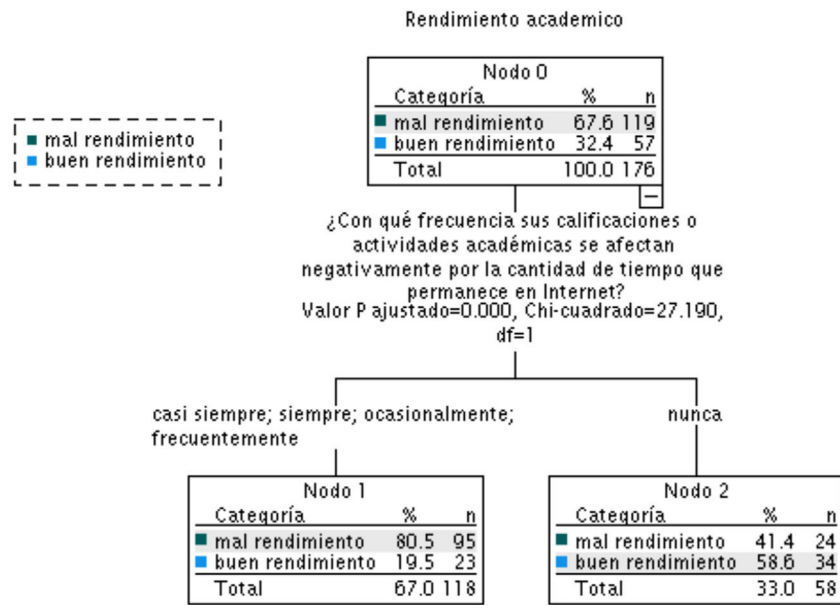 Rendimiento academico
mal rendimiento
buen rendimiento
Nodo 0
Categoría % n
mal rendimiento 67.6 119
buen rendimiento 32.4 57
Total 100.0 176
¿Con qué frecuencia sus calificaciones o
actividades académicas se afectan
negativamente por la cantidad de tiempo que
permanece en Internet?
Valor P ajustado=0.000, Chi-cuadrado=27.190,
df=1
casi siempre; siempre; ocasionalmente;
frecuentemente
nunca
Nodo 1
Categoría % n
mal rendimiento 80.5 95
buen rendimiento 19.5 23
Total 67.0 118
Nodo 2
Categoría % n
mal rendimiento 41.4 24
buen rendimiento 58.6 34
Total 33.0 58